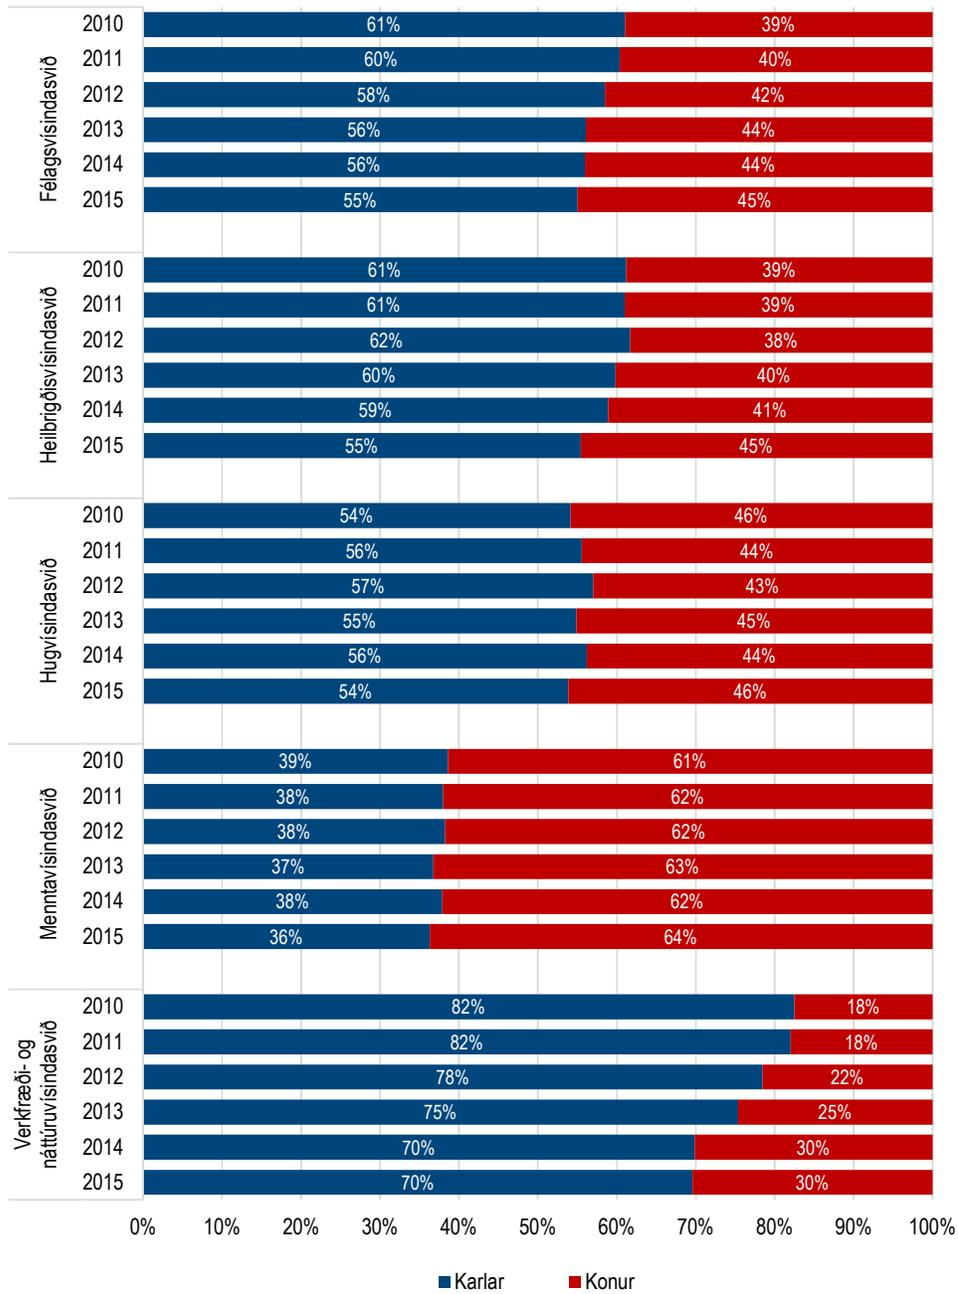 Félagsvísindasvið
2010 61% 39%
2011 60% 40%
2012 58% 42%
2013 56% 44%
2014 56% 44%
2015 55% 45%
Heilbrigðisvísindasvið
2010 61% 39%
2011 61% 39%
2012 62% 38%
2013 60% 40%
2014 59% 41%
2015 55% 45%
Hugvísindasvið
2010 54% 46%
2011 56% 44%
2012 57% 43%
2013 55% 45%
2014 56% 44%
2015 54% 46%
Menntavísindasvið
2010 39% 61%
2011 38% 62%
2012 38% 62%
2013 37% 63%
2014 38% 62%
2015 36% 64%
Verkfræði- og
náttúruvísindasvið
2010 82% 18%
2011 82% 18%
2012 78% 22%
2013 75% 25%
2014 70% 30%
2015 70% 30%
0% 10% 20% 30% 40% 50% 60% 70% 80% 90% 100%
Karlar Konur